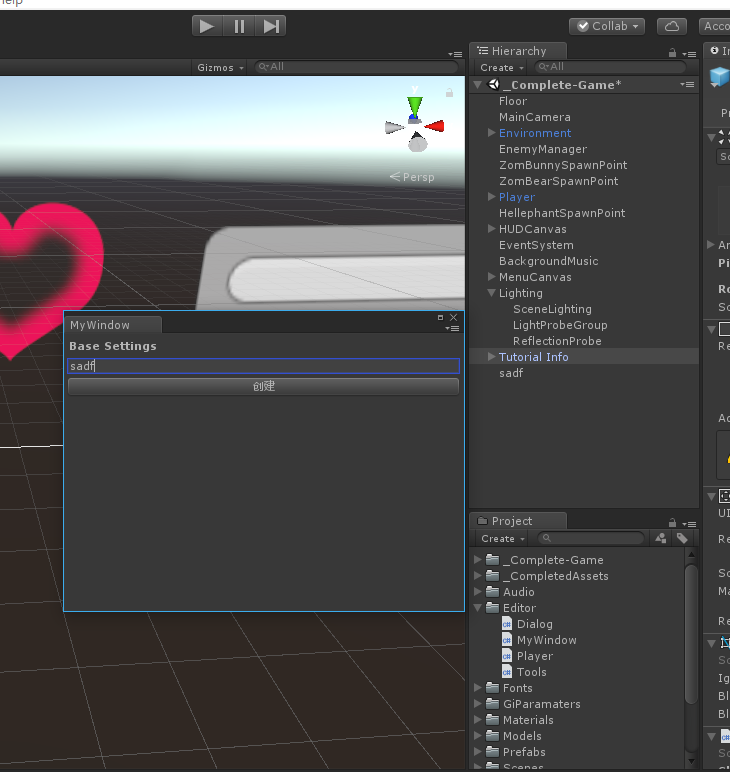 Help
Collab
Acco
Gizmos
All
Persp
Hierarchy
Create
All
_Complete-Game*
Floor
MainCamera
Environment
EnemyManager
ZomBunnySpawnPoint
ZomBearSpawnPoint
Player
HellephantSpawnPoint
HUDCanvas
EventSystem
BackgroundMusic
MenuCanvas
Lighting
SceneLighting
LightProbeGroup
ReflectionProbe
Tutorial Info
sadf
MyWindow
Base Settings
sadf
创建
Project
Create
_Complete-Game
_CompletedAssets
Audio
Editor
Dialog
MyWindow
Player
Tools
Fonts
GiParamaters
Materials
Models
Prefabs
Scenes